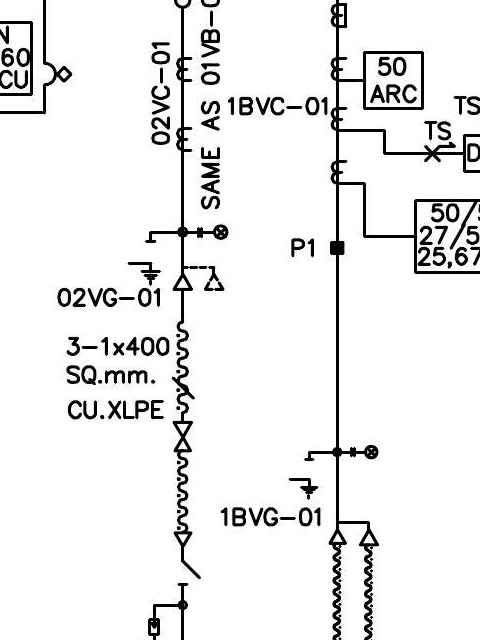 N
60
CU
02VC-01
SAME AS 01VB-0
50
ARC
1BVC-01
TS
TS
D
50/5
27/5
25,67
P1
02VG-01
3-1x400
SQ.mm.
CU.XLPE
1BVG-01